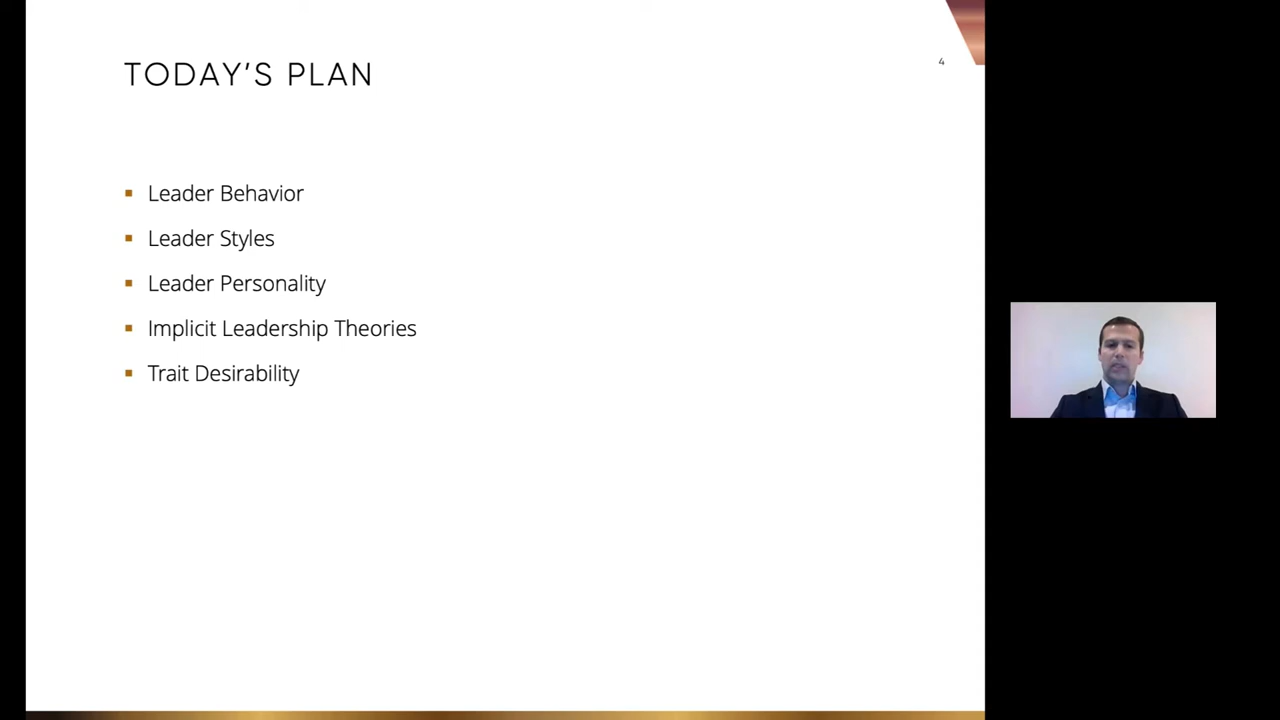 TODAY'S PLAN
4
Leader Behavior
Leader Styles
Leader Personality
Implicit Leadership Theories
Trait Desirability